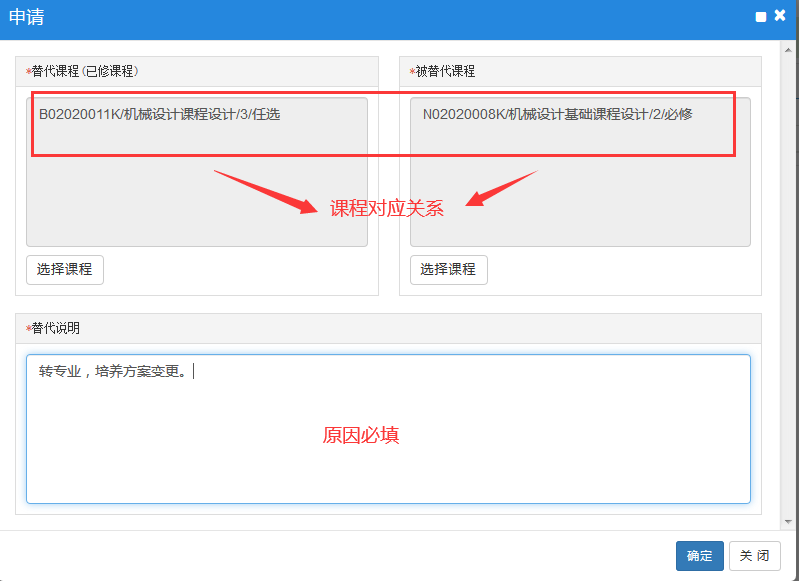 申请
*替代课程(已修课程)
*被替代课程
B02020011K/机械设计课程设计/3/任选
N02020008K/机械设计基础课程设计/2/必修
课程对应关系
选择课程
选择课程
*替代说明
转专业，培养方案变更。
原因必填
确定
关 闭